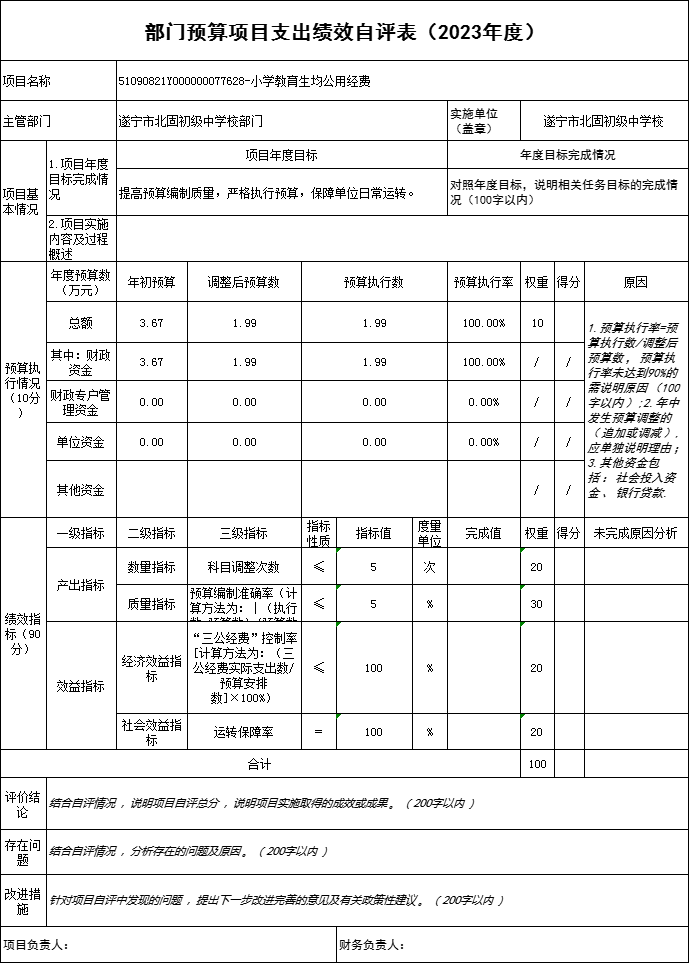 部门预算项目支出绩效自评表（2023年度）
项目名称 51090821Y000000077628-小学教育生均公用经费
主管部门 遂宁市北固初级中学校部门 实施单位（盖章） 遂宁市北固初级中学校
项目基本情况
1.项目年度目标完成情况
项目年度目标 年度目标完成情况
提高预算编制质量，严格执行预算，保障单位日常运转。
对照年度目标，说明相关任务目标的完成情况（100字以内）
2.项目实施内容及过程概述
预算执行情况（10分）
年度预算数（万元） 年初预算 调整后预算数 预算执行数 预算执行率 权重 得分 原因
总额 3.67 1.99 1.99 100.00% 10
其中：财政资金 3.67 1.99 1.99 100.00% / /
财政专户管理资金 0.00 0.00 0.00 0.00% / /
单位资金 0.00 0.00 0.00 0.00% / /
其他资金 / /
1.预算执行率=预算执行数/调整后预算数，预算执行率未达到90%的需说明原因（100字以内）;2.年中发生预算调整的（追加或调减），应单独说明理由；3.其他资金包括：社会投入资金、银行贷款.
绩效指标（90分）
一级指标 二级指标 三级指标 指标性质 指标值 度量单位 完成值 权重 得分 未完成原因分析
产出指标 数量指标 科目调整次数 ≤ 5 次 20
质量指标 预算编制准确率（计算方法为：∣（执行 ≤ 5 % 30
效益指标 经济效益指标 “三公经费”控制率[计算方法为：（三公经费实际支出数/预算安排数]×100%） ≤ 100 % 20
社会效益指标 运转保障率 = 100 % 20
合计 100
评价结论 结合自评情况，说明项目自评总分，说明项目实施取得的成效或成果。（200字以内）
存在问题 结合自评情况，分析存在的问题及原因。（200字以内）
改进措施 针对项目自评中发现的问题，提出下一步改进完善的意见及有关政策性建议。（200字以内）
项目负责人： 财务负责人：